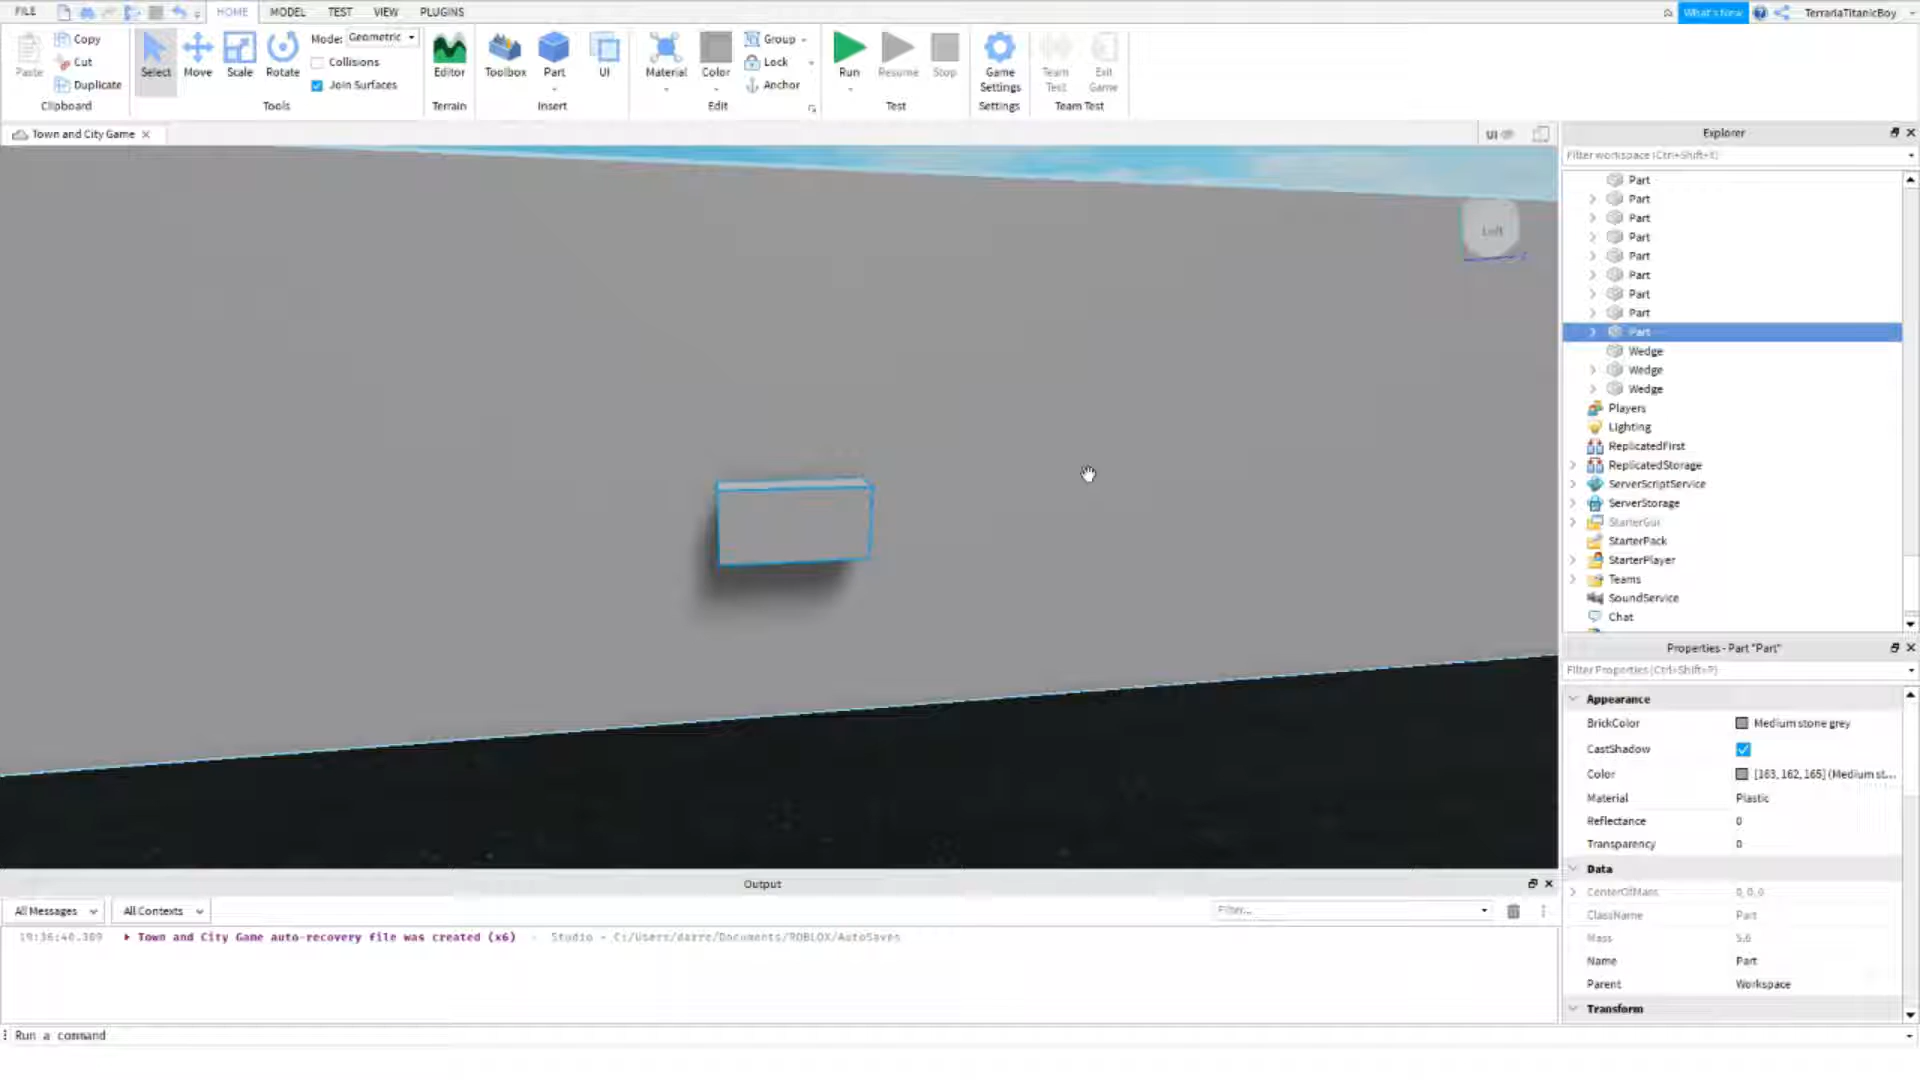 FILE HOME MODEL TEST VIEW PLUGINS What's New TerrariaTitanicBoy
Paste Copy Cut Duplicate Clipboard
Select Move Scale Rotate Mode: Geometric Collisions Join Surfaces Tools
Editor Terrain
Toolbox Part UI Insert
Material Color Group Lock Anchor Edit
Run Resume Stop Test
Game Settings Settings
Team Test Exit Game Team Test
Town and City Game
UI
Left
Explorer
Filter workspace (Ctrl+Shift+X)
Part
Part
Part
Part
Part
Part
Part
Part
Part
Wedge
Wedge
Wedge
Players
Lighting
ReplicatedFirst
ReplicatedStorage
ServerScriptService
ServerStorage
StarterGui
StarterPack
StarterPlayer
Teams
SoundService
Chat
Properties - Part "Part"
Filter Properties (Ctrl+Shift+P)
Appearance
BrickColor Medium stone grey
CastShadow
Color [163, 162, 165] (Medium st...
Material Plastic
Reflectance 0
Transparency 0
Data
CenterOfMass 0, 0, 0
ClassName Part
Mass 5.6
Name Part
Parent Workspace
Transform
Output
All Messages All Contexts Filter...
19:36:40.309 Town and City Game auto-recovery file was created (x6) - Studio - C:/Users/darre/Documents/ROBLOX/AutoSaves
Run a command